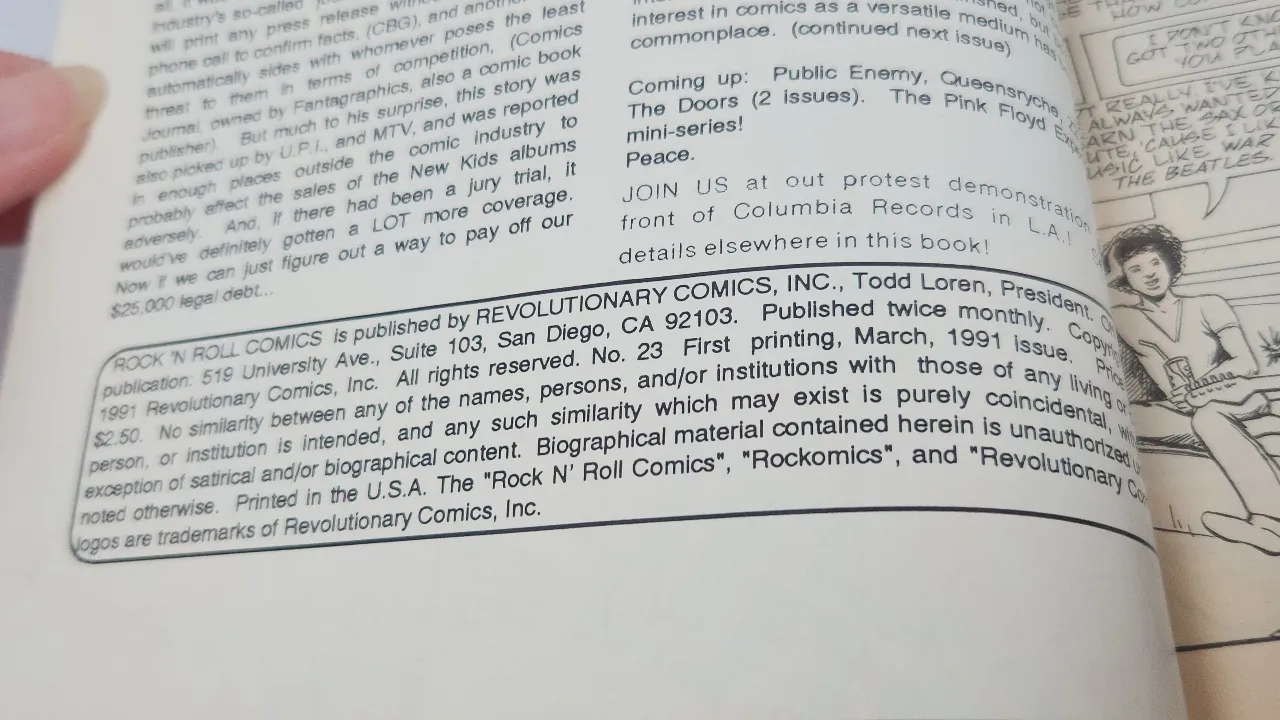 industry's so-called
will print any press release
phone call to confirm facts, (CBG), and
automatically sides with whomever poses the least
threat to them in terms of competition, (Comics
Journal, owned by Fantagraphics, also a comic book
publisher). But much to his surprise, this story was
also picked up by U.P.I., and MTV, and was reported
in enough places outside the comic industry to
probably affect the sales of the New Kids albums
adversely. And, if there had been a jury trial, it
would've definitely gotten a LOT more coverage.
Now if we can just figure out a way to pay off our
$25,000 legal debt...
interest in comics as a versatile medium has
commonplace. (continued next issue)
Coming up: Public Enemy, Queensryche,
The Doors (2 issues). The Pink Floyd
mini-series!
Peace.
JOIN US at out protest demonstration
front of Columbia Records in L.A.!
details elsewhere in this book!
ROCK 'N ROLL COMICS is published by REVOLUTIONARY COMICS, INC., Todd Loren, President.
publication: 519 University Ave., Suite 103, San Diego, CA 92103. Published twice monthly.
1991 Revolutionary Comics, Inc. All rights reserved. No. 23 First printing, March, 1991 issue. Price
$2.50. No similarity between any of the names, persons, and/or institutions with those of any living or
person, or institution is intended, and any such similarity which may exist is purely coincidental,
exception of satirical and/or biographical content. Biographical material contained herein is unauthorized
noted otherwise. Printed in the U.S.A. The "Rock N' Roll Comics", "Rockomics", and "Revolutionary
logos are trademarks of Revolutionary Comics, Inc.
HOW
I DON'T
GOT TWO
YOU
REALLY. I'VE
ALWAYS WANTED
THE SAX OR
'CAUSE I LIKE
LIKE WAR
THE BEATLES.